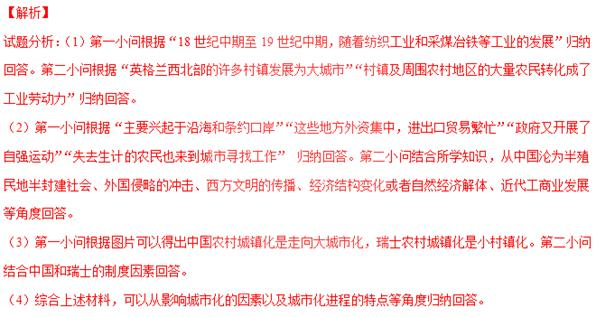 【解析】
试题分析：（1）第一小问根据“18 世纪中期至 19 世纪中期，随着纺织工业和采煤冶铁等工业的发展”归纳
回答。第二小问根据“英格兰西北部的许多村镇发展为大城市”“村镇及周围农村地区的大量农民转化成了
工业劳动力”归纳回答。
（2）第一小问根据“主要兴起于沿海和条约口岸”“这些地方外资集中，进出口贸易繁忙”“政府又开展了
自强运动”“失去生计的农民也来到城市寻找工作” 归纳回答。第二小问结合所学知识，从中国沦为半殖
民地半封建社会、外国侵略的冲击、西方文明的传播、经济结构变化或者自然经济解体、近代工商业发展
等角度回答。
（3）第一小问根据图片可以得出中国农村城镇化是走向大城市化，瑞士农村城镇化是小村镇化。第二小问
结合中国和瑞士的制度因素回答。
（4）综合上述材料，可以从影响城市化的因素以及城市化进程的特点等角度归纳回答。